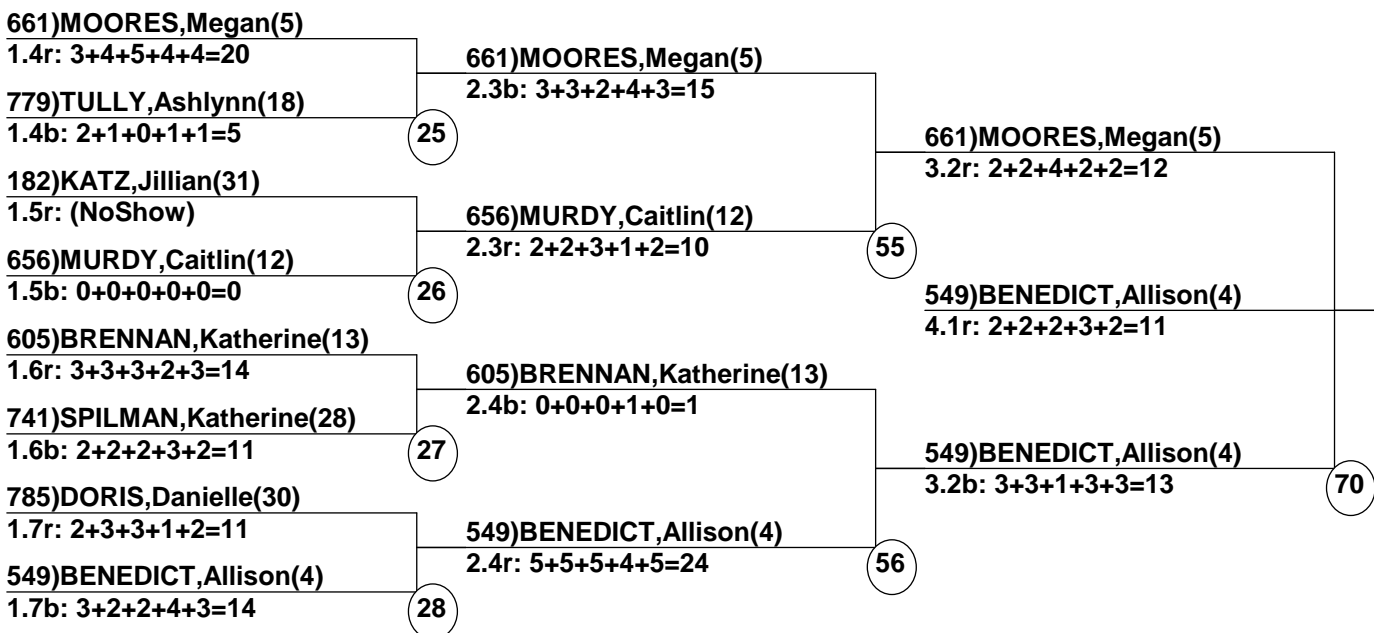 661)MOORES,Megan(5)
1.4r: 3+4+5+4+4=20
779)TULLY,Ashlynn(18)
1.4b: 2+1+0+1+1=5
25
182)KATZ,Jillian(31)
1.5r: (NoShow)
656)MURDY,Caitlin(12)
1.5b: 0+0+0+0+0=0
26
605)BRENNAN,Katherine(13)
1.6r: 3+3+3+2+3=14
741)SPILMAN,Katherine(28)
1.6b: 2+2+2+3+2=11
27
785)DORIS,Danielle(30)
1.7r: 2+3+3+1+2=11
549)BENEDICT,Allison(4)
1.7b: 3+2+2+4+3=14
28
661)MOORES,Megan(5)
2.3b: 3+3+2+4+3=15
656)MURDY,Caitlin(12)
2.3r: 2+2+3+1+2=10
55
605)BRENNAN,Katherine(13)
2.4b: 0+0+0+1+0=1
549)BENEDICT,Allison(4)
2.4r: 5+5+5+4+5=24
56
661)MOORES,Megan(5)
3.2r: 2+2+4+2+2=12
549)BENEDICT,Allison(4)
4.1r: 2+2+2+3+2=11
549)BENEDICT,Allison(4)
3.2b: 3+3+1+3+3=13
70